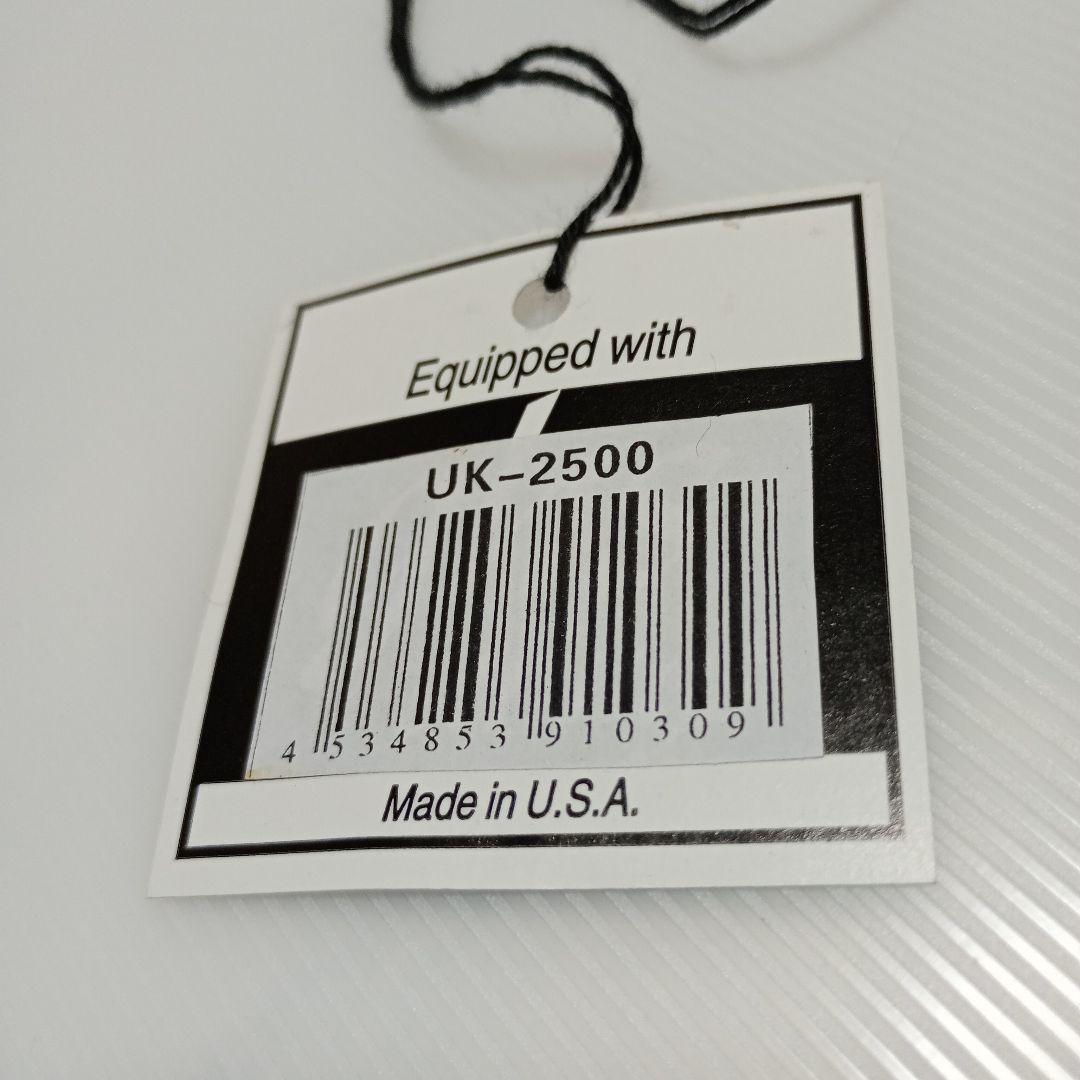 Equipped with
UK-2500
4 534853 910309
Made in U.S.A.